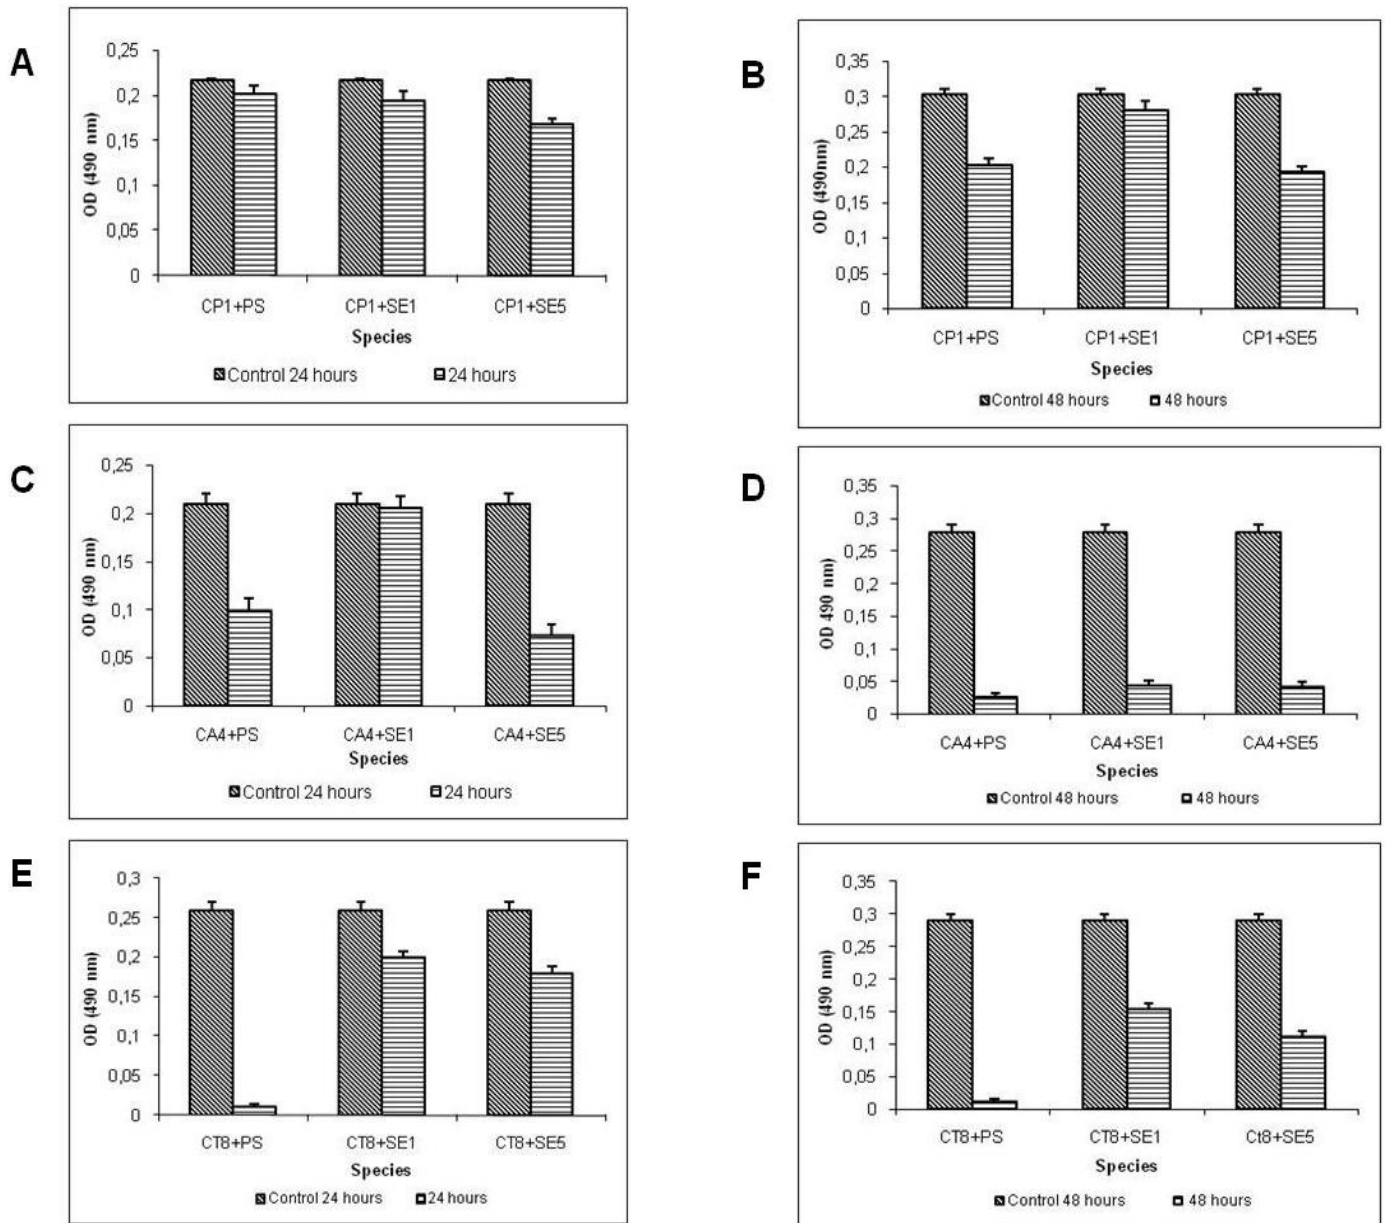 A
OD (490 nm)
0,25
0,2
0,15
0,1
0,05
0
CP1+PS CP1+SE1 CP1+SE5
Species
Control 24 hours 24 hours
B
OD (490nm)
0,35
0,3
0,25
0,2
0,15
0,1
0,05
0
CP1+PS CP1+SE1 CP1+SE5
Species
Control 48 hours 48 hours
C
OD (490 nm)
0,25
0,2
0,15
0,1
0,05
0
CA4+PS CA4+SE1 CA4+SE5
Species
Control 24 hours 24 hours
D
OD 490 nm)
0,35
0,3
0,25
0,2
0,15
0,1
0,05
0
CA4+PS CA4+SE1 CA4+SE5
Species
Control 48 hours 48 hours
E
OD (490 nm)
0,3
0,25
0,2
0,15
0,1
0,05
0
CT8+PS CT8+SE1 CT8+SE5
Species
Control 24 hours 24 hours
F
OD (490 nm)
0,35
0,3
0,25
0,2
0,15
0,1
0,05
0
CT8+PS CT8+SE1 Ct8+SE5
Species
Control 48 hours 48 hours